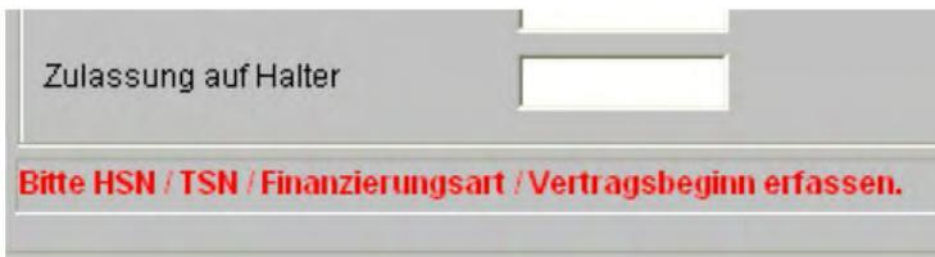 Zulassung auf Halter
Bitte HSN / TSN / Finanzierungsart / Vertragsbeginn erfassen.